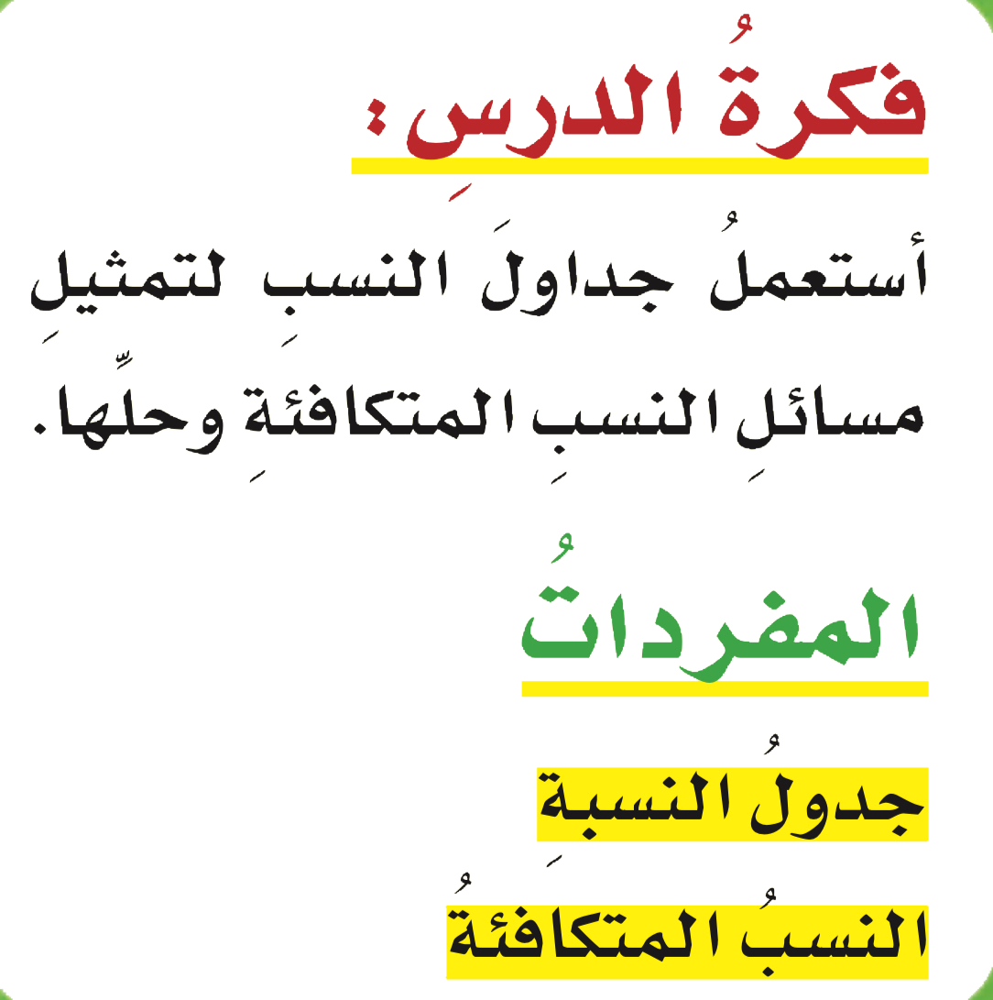 فكرةُ الدرسِ:
أستعملُ جداولَ النسبِ لتمثيلِ
مسائلِ النسبِ المتكافئةِ وحلِّها.
المفرداتُ
جدولُ النسبةِ
النسبُ المتكافئةُ